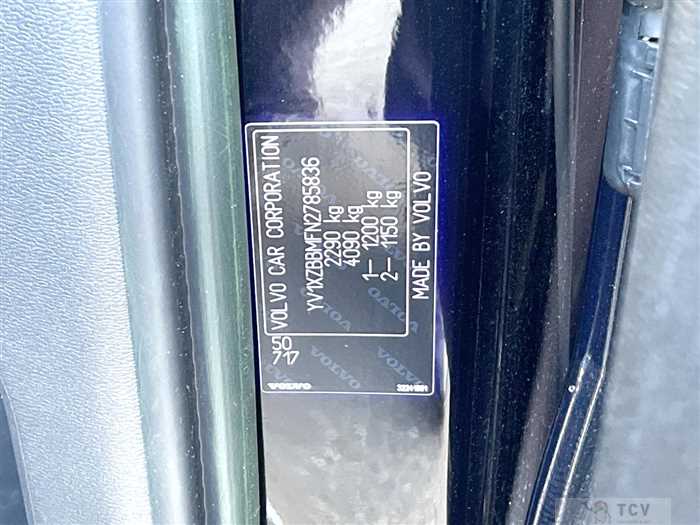 VOLVO CAR CORPORATION
YV1XZBBMFN2785836
2290 kg
4090 kg
1— 1200 kg
2— 1150 kg
MADE BY VOLVO
50
717
VOLVO
TCV